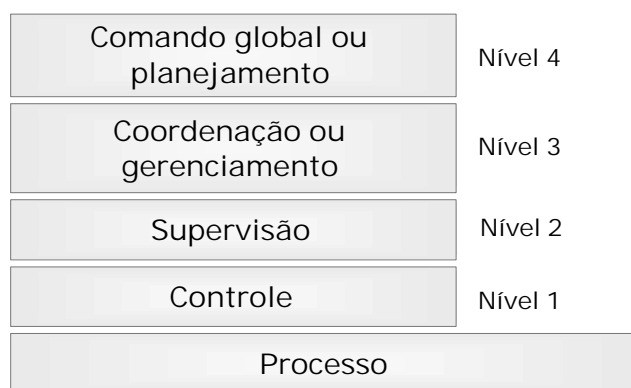 Comando global ou
planejamento
Nível 4
Coordenação ou
gerenciamento
Nível 3
Supervisão
Nível 2
Controle
Nível 1
Processo